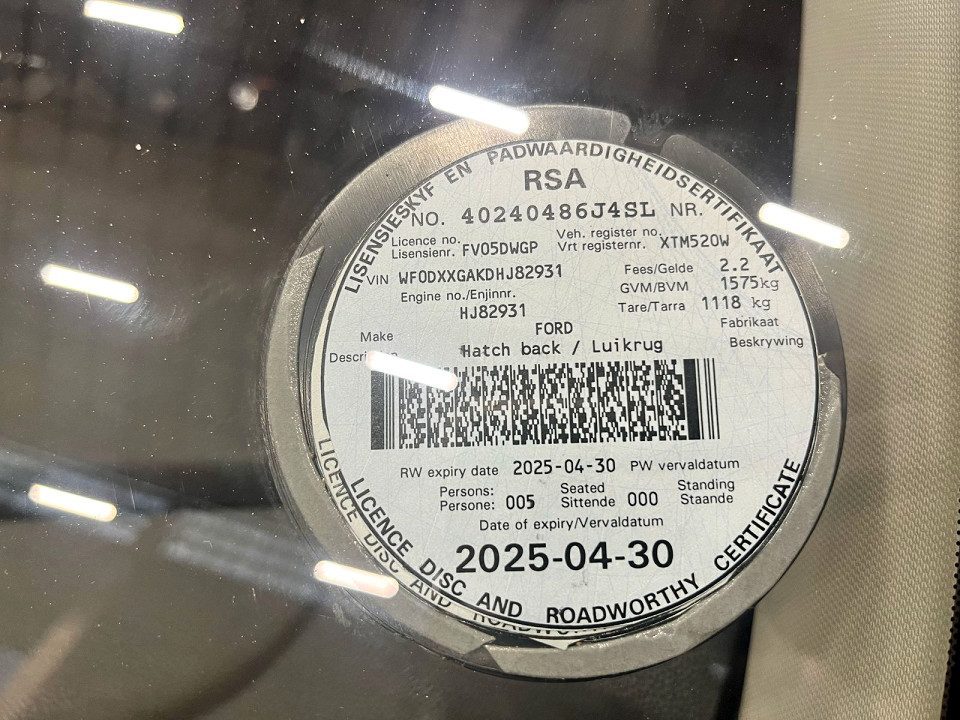 LISENSIESKYF EN PADWAARDIGHEIDSERTIFIKAAT
RSA
NO. 40240486J4SL NR.
Licence no. Veh. register no.
Lisensienr. FV05DWGP Vrt registernr. XTM520W
VIN WF0DXXGAKDHJ82931 Fees/Gelde 2.2
Engine no./Enjinnr. GVM/BVM 1575kg
HJ82931 Tare/Tarra 1118 kg
Make FORD Fabrikaat
Hatch back / Luikrug Beskrywing
RW expiry date 2025-04-30 PW vervaldatum
Persons: Seated Standing
Persone: 005 Sittende 000 Staande
Date of expiry/Vervaldatum
2025-04-30
LICENCE DISC AND ROADWORTHY CERTIFICATE
LICENCE DISC AND